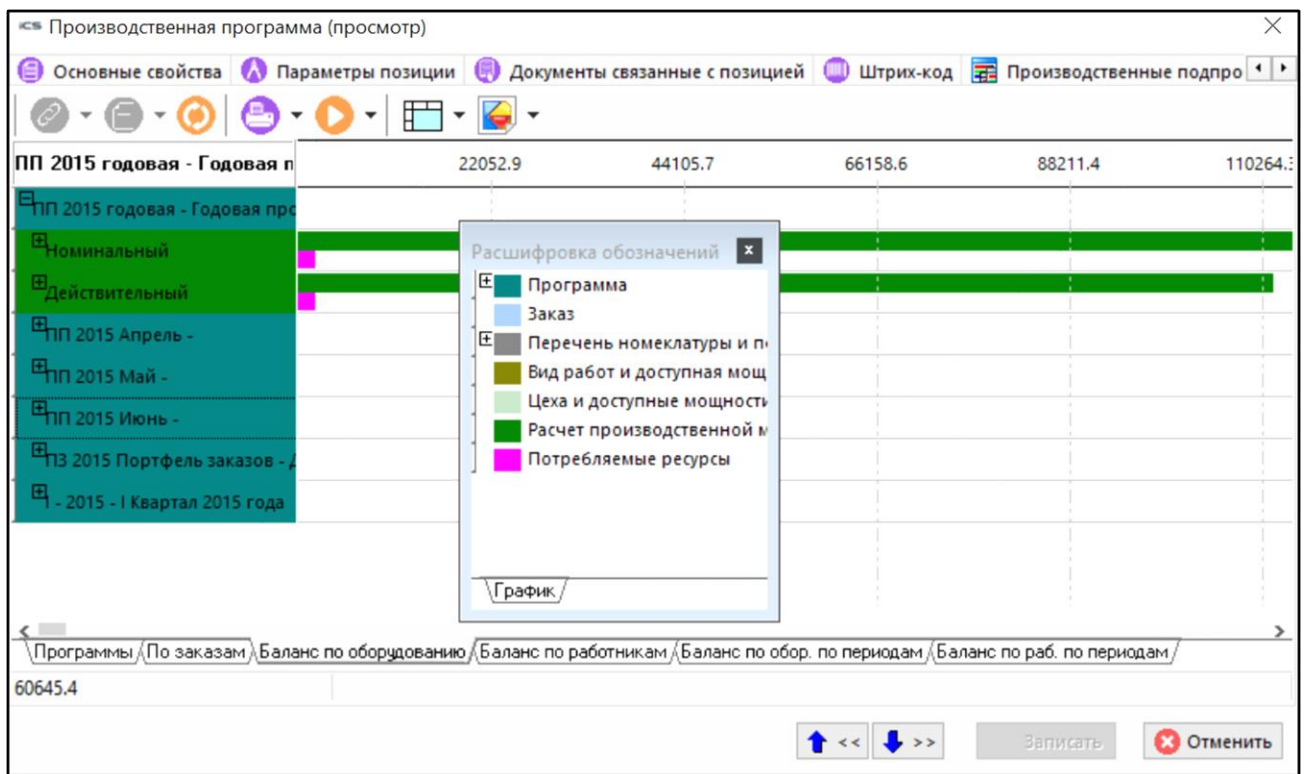 iCS Производственная программа (просмотр)
Основные свойства Параметры позиции Документы связанные с позицией Штрих-код Производственные подпро
ПП 2015 годовая - Годовая п 22052.9 44105.7 66158.6 88211.4 110264.3
ПП 2015 годовая - Годовая про
Номинальный
Действительный
ПП 2015 Апрель -
ПП 2015 Май -
ПП 2015 Июнь -
ПЗ 2015 Портфель заказов - Д
I - 2015 - I Квартал 2015 года
Расшифровка обозначений
Программа
Заказ
Перечень номеклатуры и по
Вид работ и доступная мощ
Цеха и доступные мощности
Расчет производственной м
Потребляемые ресурсы
График
Программы По заказам Баланс по оборудованию Баланс по работникам Баланс по обор. по периодам Баланс по раб. по периодам
60645.4
<< >> Записать Отменить